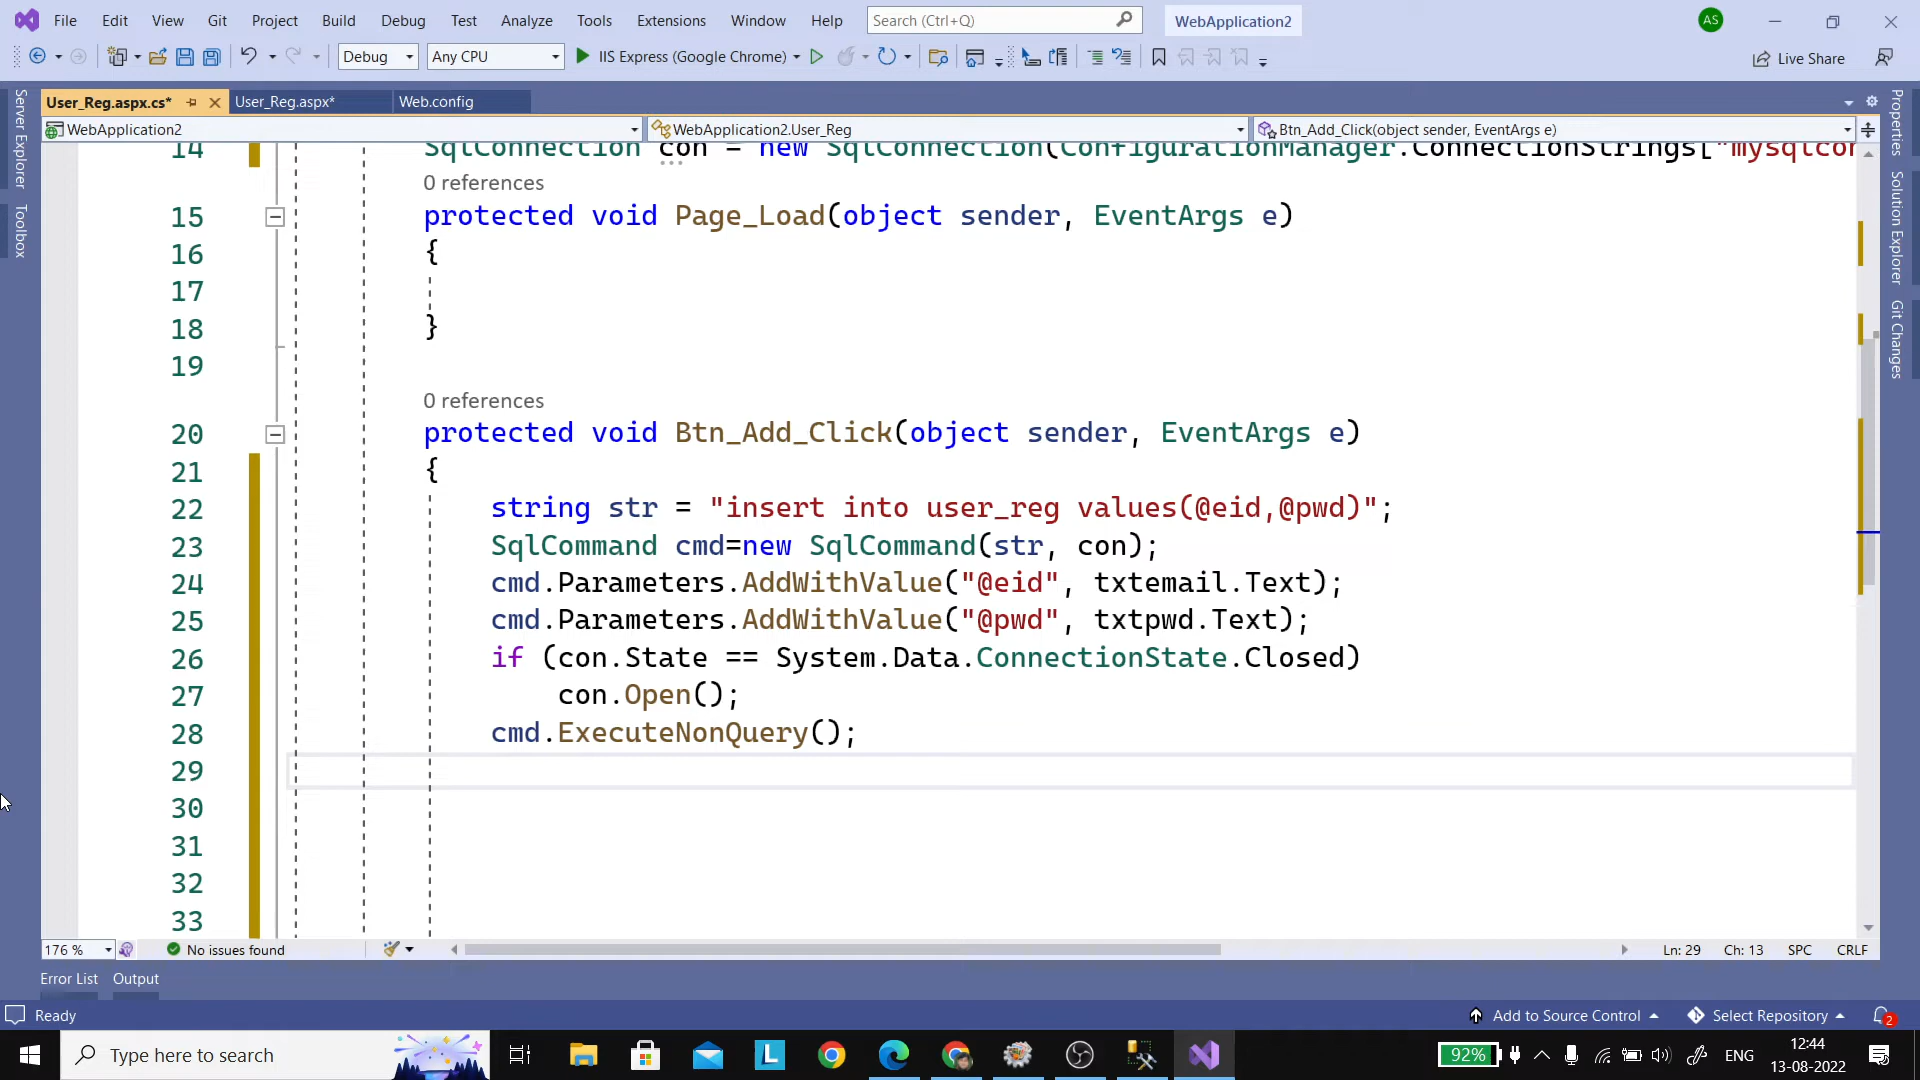 File Edit View Git Project Build Debug Test Analyze Tools Extensions Window Help Search (Ctrl+Q) WebApplication2 AS
Debug Any CPU IIS Express (Google Chrome) Live Share
User_Reg.aspx.cs* User_Reg.aspx* Web.config
WebApplication2 WebApplication2.User_Reg Btn_Add_Click(object sender, EventArgs e)
Server Explorer
Toolbox
Properties
Solution Explorer
Git Changes
14 SqlConnection con = new SqlConnection(ConfigurationManager.ConnectionStrings["mysqlcon
0 references
15 protected void Page_Load(object sender, EventArgs e)
16 {
17
18 }
19
0 references
20 protected void Btn_Add_Click(object sender, EventArgs e)
21 {
22 string str = "insert into user_reg values(@eid,@pwd)";
23 SqlCommand cmd=new SqlCommand(str, con);
24 cmd.Parameters.AddWithValue("@eid", txtemail.Text);
25 cmd.Parameters.AddWithValue("@pwd", txtpwd.Text);
26 if (con.State == System.Data.ConnectionState.Closed)
27 con.Open();
28 cmd.ExecuteNonQuery();
29
30
31
32
33
176 % No issues found Ln: 29 Ch: 13 SPC CRLF
Error List Output
Ready Add to Source Control Select Repository 2
Type here to search L 92% ENG 12:44
13-08-2022